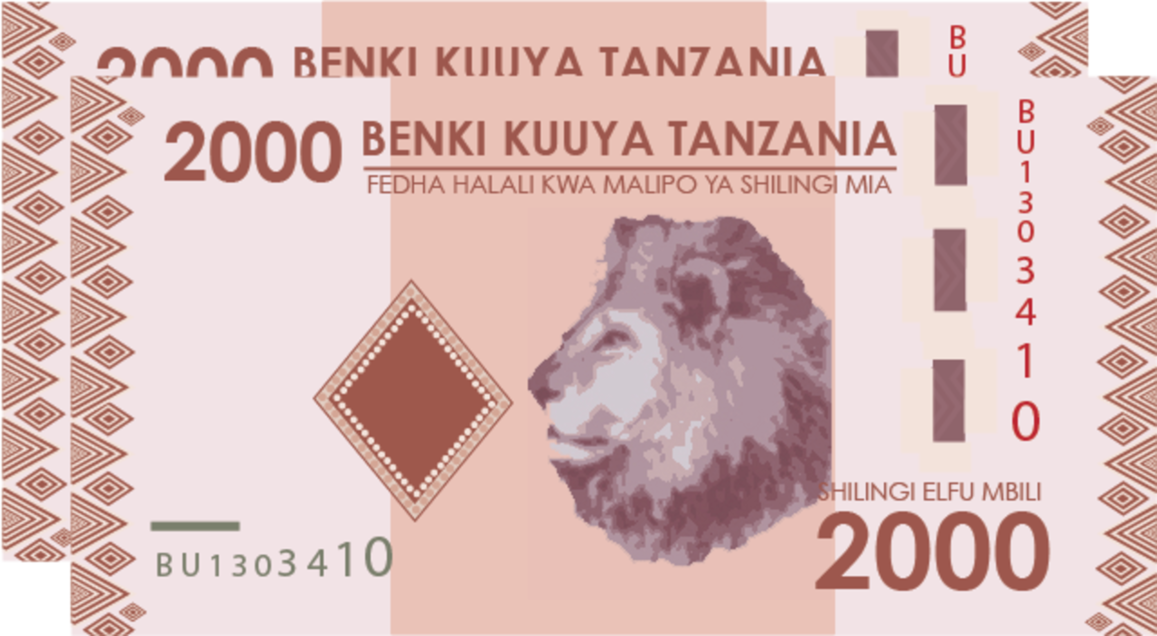 2000 BENKI KUUYA TANZANIA
BU
2000 BENKI KUUYA TANZANIA
FEDHA HALALI KWA MALIPO YA SHILINGI MIA
BU1303410
SHILINGI ELFU MBILI
2000
BU1303410